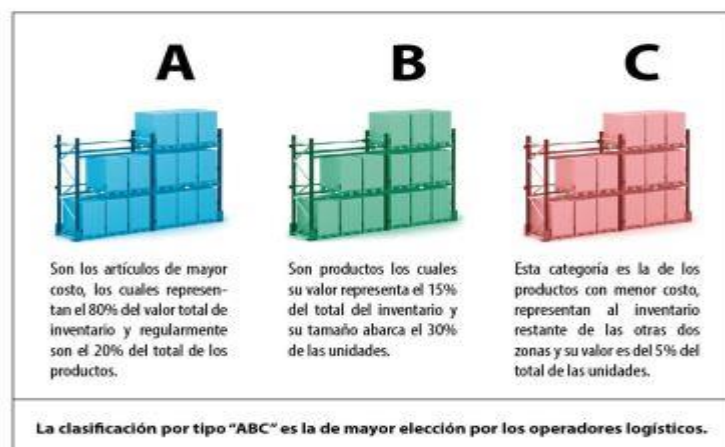 A
B
C
Son los artículos de mayor
costo, los cuales represen-
tan el 80% del valor total de
inventario y regularmente
son el 20% del total de los
productos.
Son productos los cuales
su valor representa el 15%
del total del inventario y
su tamaño abarca el 30%
de las unidades.
Esta categoría es la de los
productos con menor costo,
representan al inventario
restante de las otras dos
zonas y su valor es del 5% del
total de las unidades.
La clasificación por tipo “ABC” es la de mayor elección por los operadores logísticos.